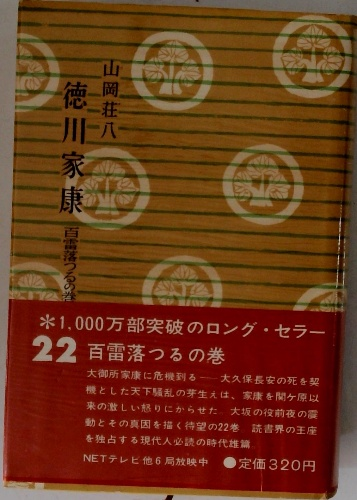 山岡荘八
徳川家康
百雷落つるの巻
＊1,000万部突破のロング・セラー
22 百雷落つるの巻
大御所家康に危機到る――大久保長安の死を契
機とした天下騒乱の芽生えは、家康を関ケ原以
来の激しい怒りにからせた。大坂の役前夜の震
動とその真因を描く待望の22巻 読書界の王座
を独占する現代人必読の時代雄篇
NETテレビ他6局放映中 ●定価320円